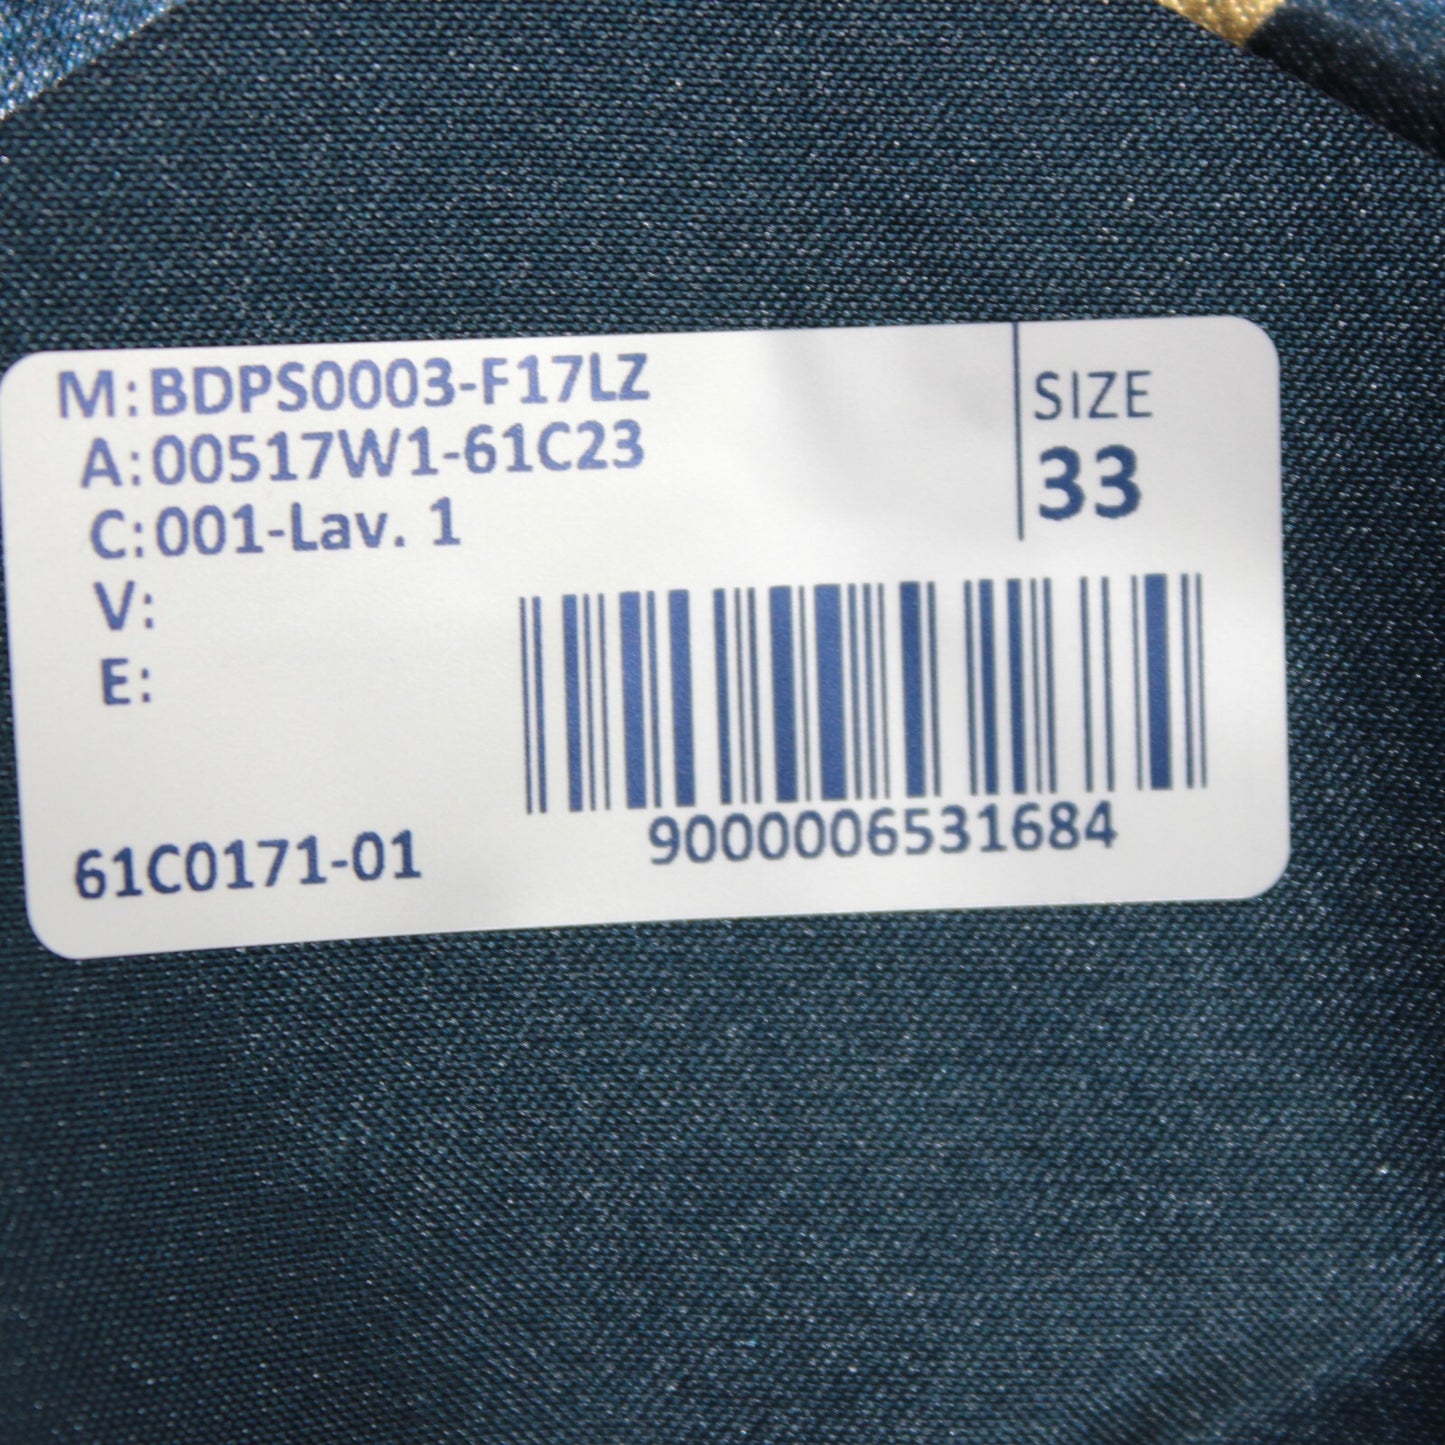 M:BDPS0003-F17LZ
A:00517W1-61C23
C:001-Lav. 1
V:
E:
SIZE
33
9000006531684
61C0171-01